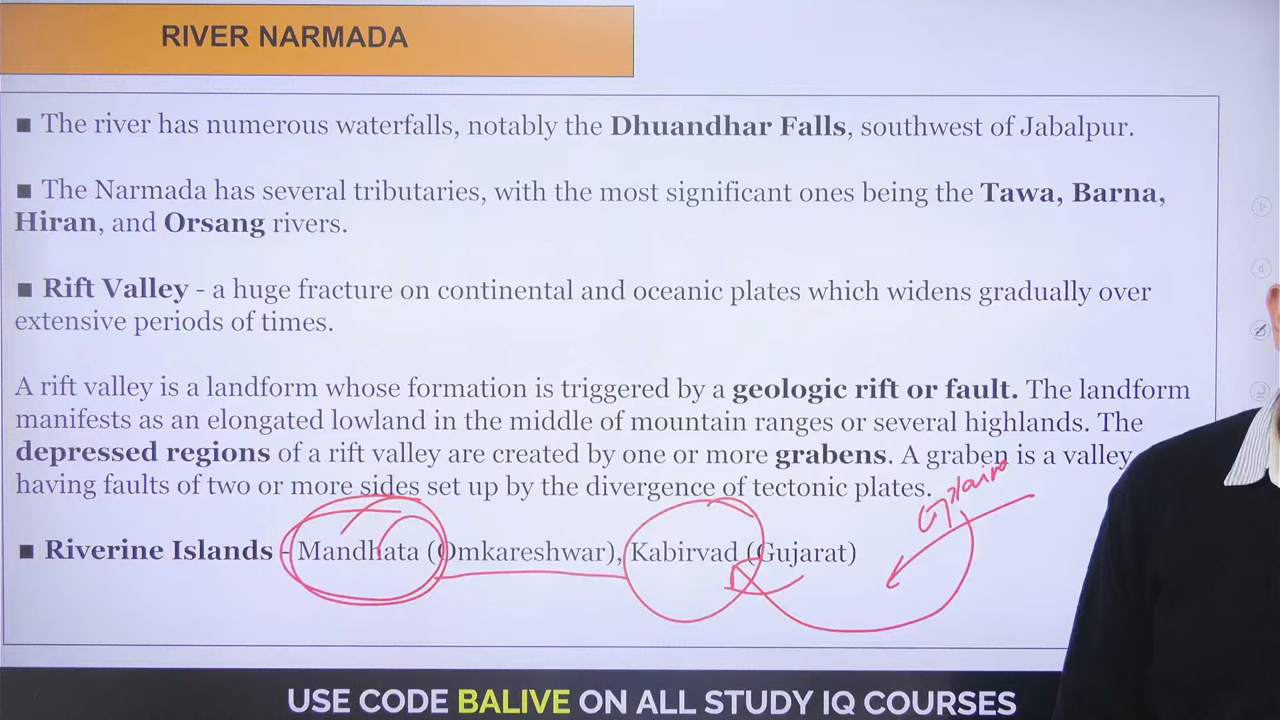 RIVER NARMADA
■ The river has numerous waterfalls, notably the Dhuandhar Falls, southwest of Jabalpur.
■ The Narmada has several tributaries, with the most significant ones being the Tawa, Barna,
Hiran, and Orsang rivers.
■ Rift Valley - a huge fracture on continental and oceanic plates which widens gradually over
extensive periods of times.
A rift valley is a landform whose formation is triggered by a geologic rift or fault. The landform
manifests as an elongated lowland in the middle of mountain ranges or several highlands. The
depressed regions of a rift valley are created by one or more grabens. A graben is a valley
having faults of two or more sides set up by the divergence of tectonic plates.
■ Riverine Islands - Mandhata (Omkareshwar), Kabirvad (Gujarat)
USE CODE BALIVE ON ALL STUDY IQ COURSES